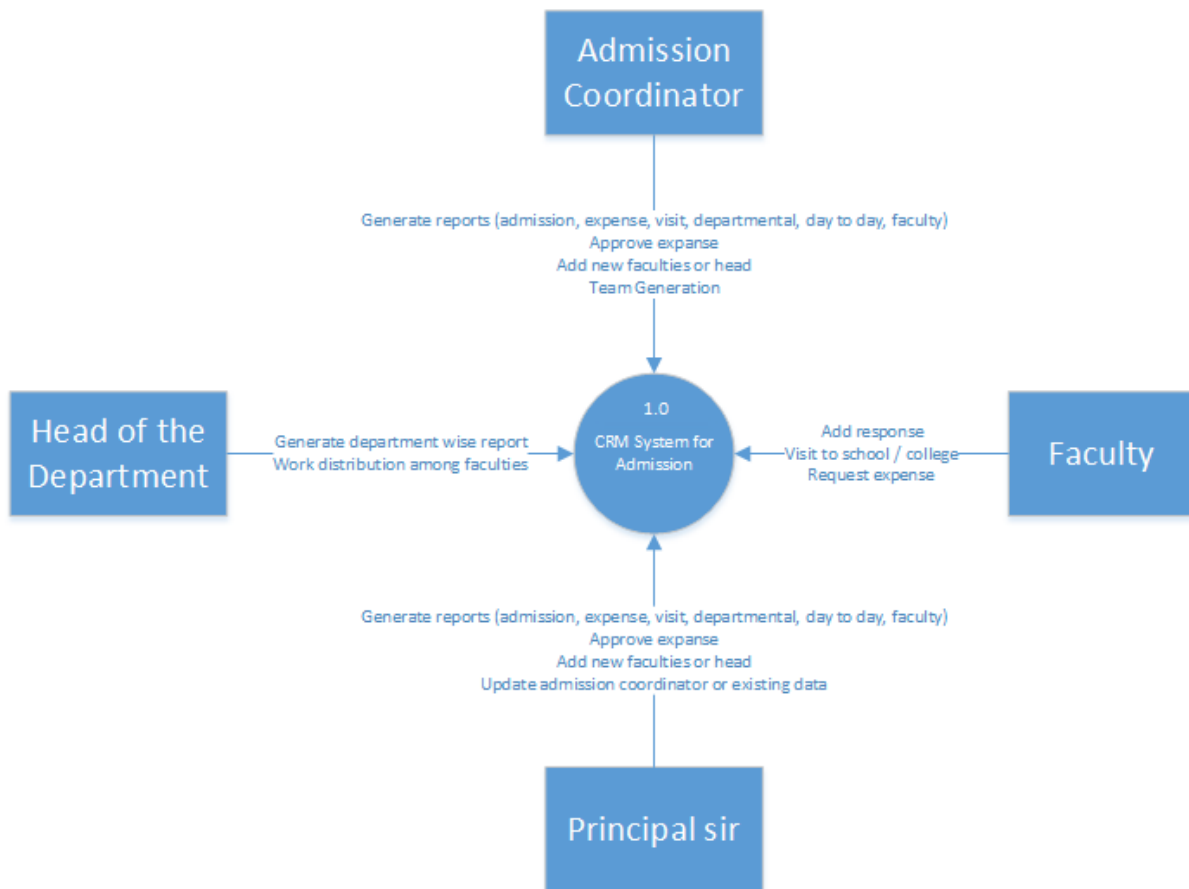 Admission
Coordinator
Generate reports (admission, expense, visit, departmental, day to day, faculty)
Approve expanse
Add new faculties or head
Team Generation
Head of the
Department
Generate department wise report
Work distribution among faculties
1.0
CRM System for
Admission
Add response
Visit to school / college
Request expense
Faculty
Generate reports (admission, expense, visit, departmental, day to day, faculty)
Approve expanse
Add new faculties or head
Update admission coordinator or existing data
Principal sir